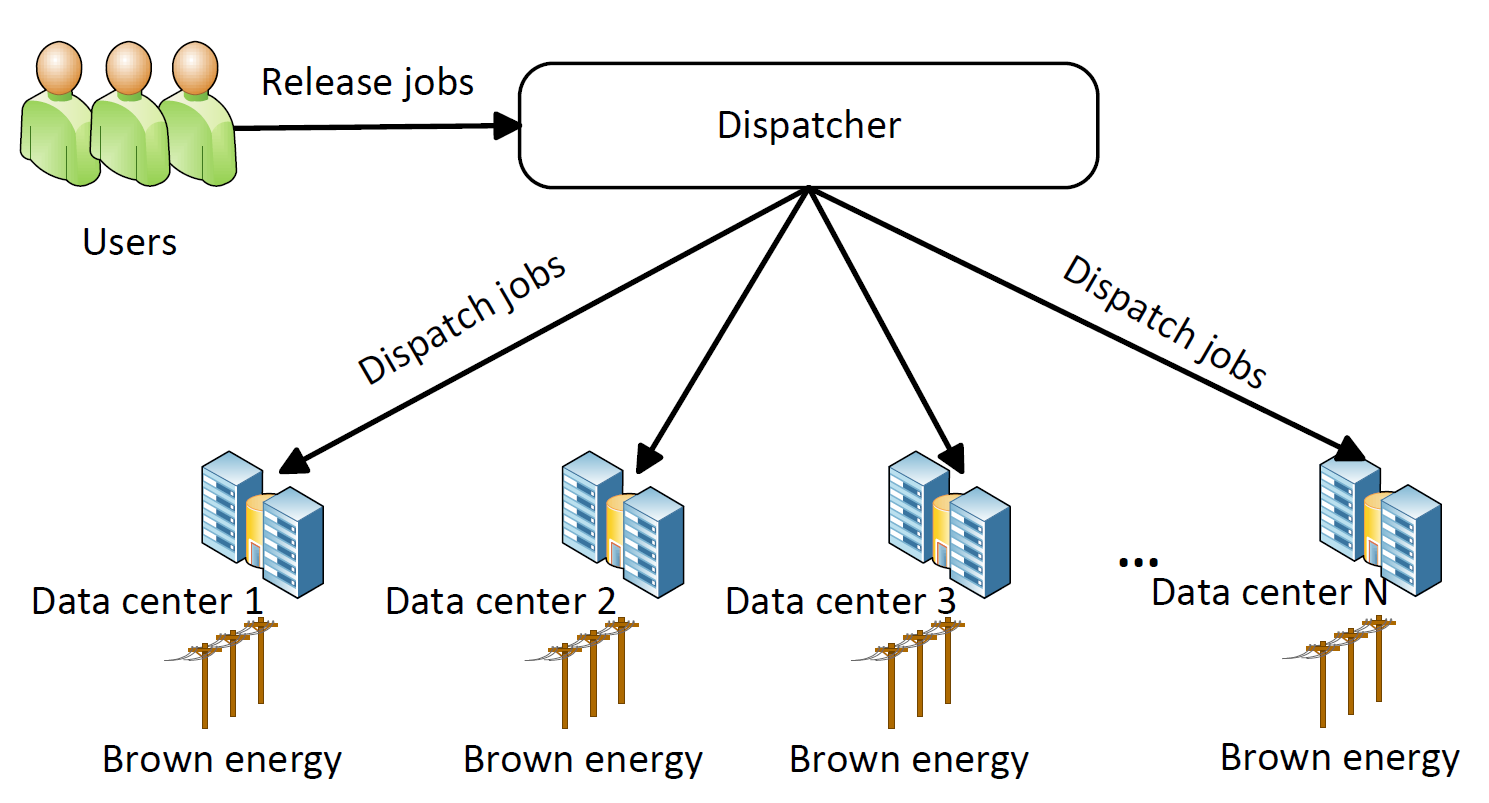 Release jobs
Dispatcher
Users
Dispatch jobs
Dispatch jobs
...
Data center 1
Data center 2
Data center 3
Data center N
Brown energy
Brown energy
Brown energy
Brown energy